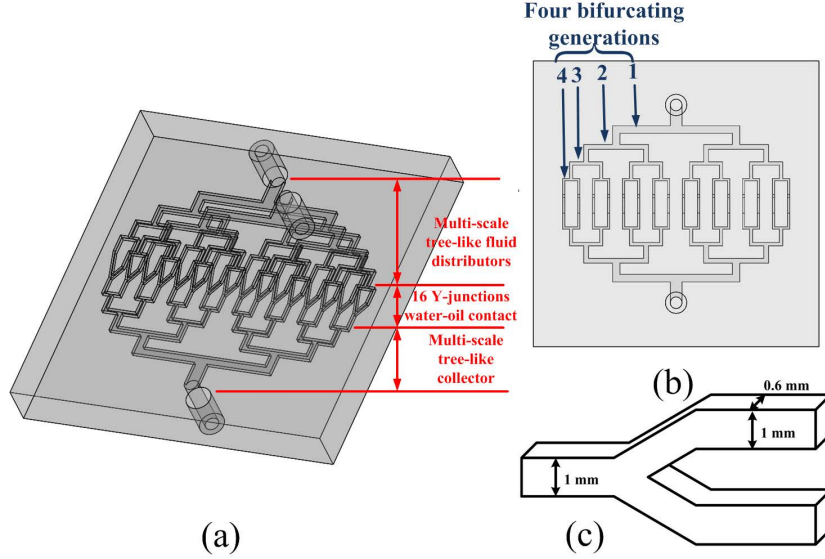 Four bifurcating
generations
4 3 2 1
Multi-scale
tree-like fluid
distributors
16 Y-junctions
water-oil contact
Multi-scale
tree-like
collector
(a)
(b)
0.6 mm
1 mm
1 mm
(c)